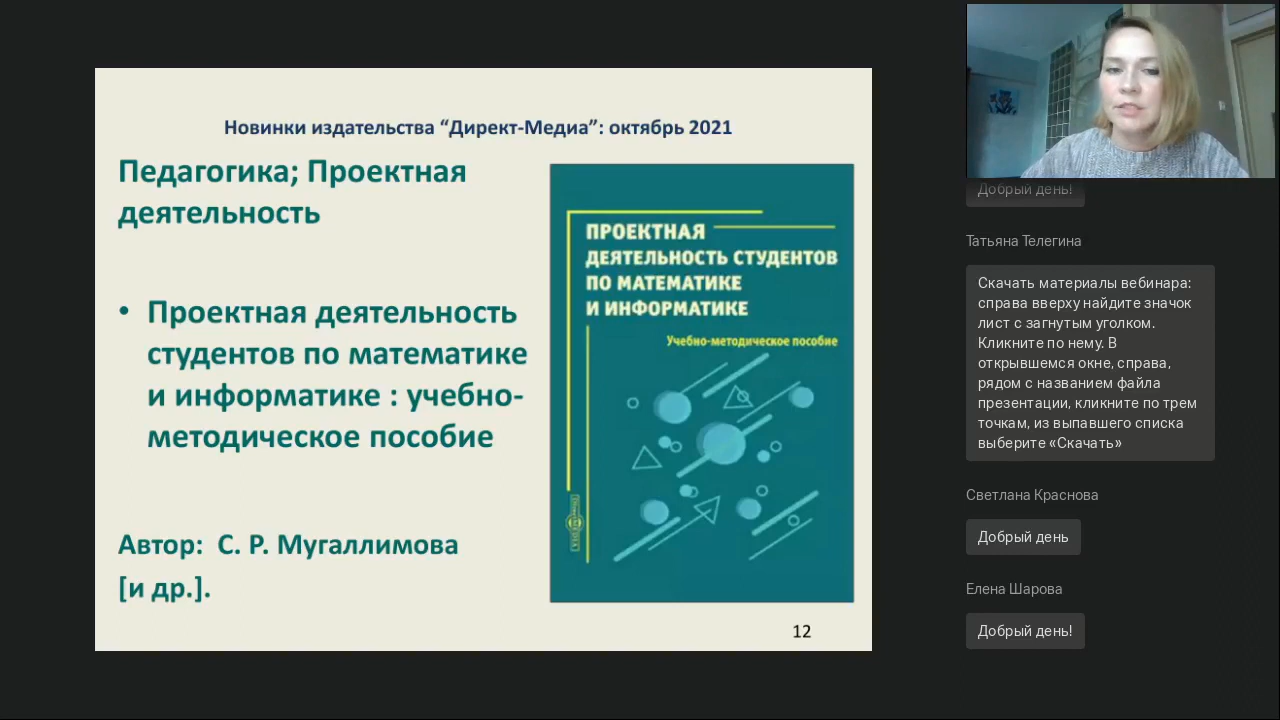 Новинки издательства “Директ-Медиа”: октябрь 2021
Педагогика; Проектная
деятельность
• Проектная деятельность
студентов по математике
и информатике : учебно-
методическое пособие
Автор:  С. Р. Мугаллимова
[и др.].
ПРОЕКТНАЯ
ДЕЯТЕЛЬНОСТЬ СТУДЕНТОВ
ПО МАТЕМАТИКЕ
И ИНФОРМАТИКЕ
Учебно-методическое пособие
12
Добрый день!
Татьяна Телегина
Скачать материалы вебинара:
справа вверху найдите значок
лист с загнутым уголком.
Кликните по нему. В
открывшемся окне, справа,
рядом с названием файла
презентации, кликните по трем
точкам, из выпавшего списка
выберите «Скачать»
Светлана Краснова
Добрый день
Елена Шарова
Добрый день!